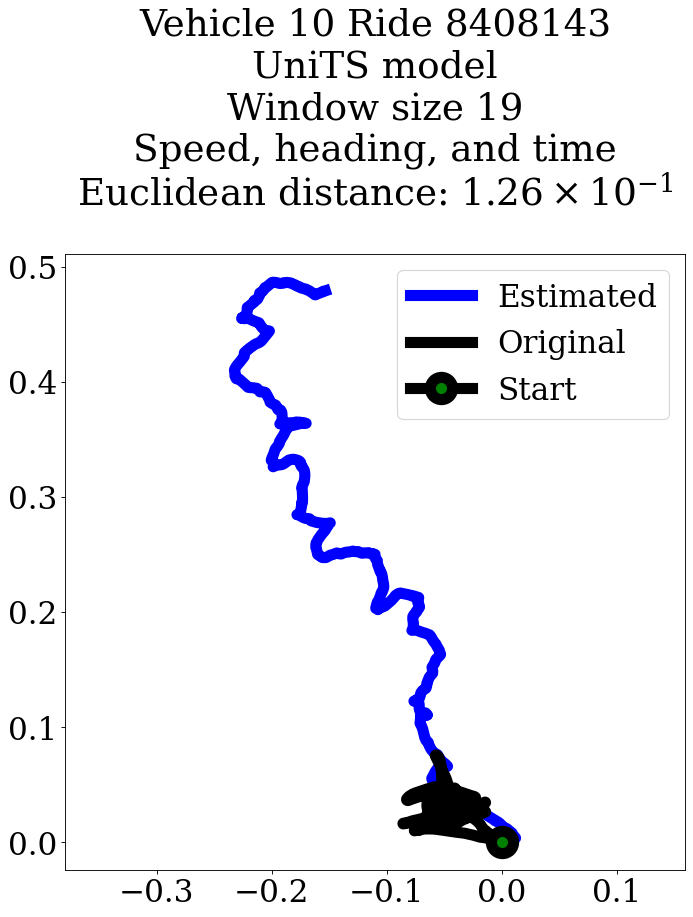 Vehicle 10 Ride 8408143
UniTS model
Window size 19
Speed, heading, and time
Euclidean distance: 1.26 × 10⁻¹
0.5
0.4
0.3
0.2
0.1
0.0
Estimated
Original
Start
−0.3 −0.2 −0.1 0.0 0.1